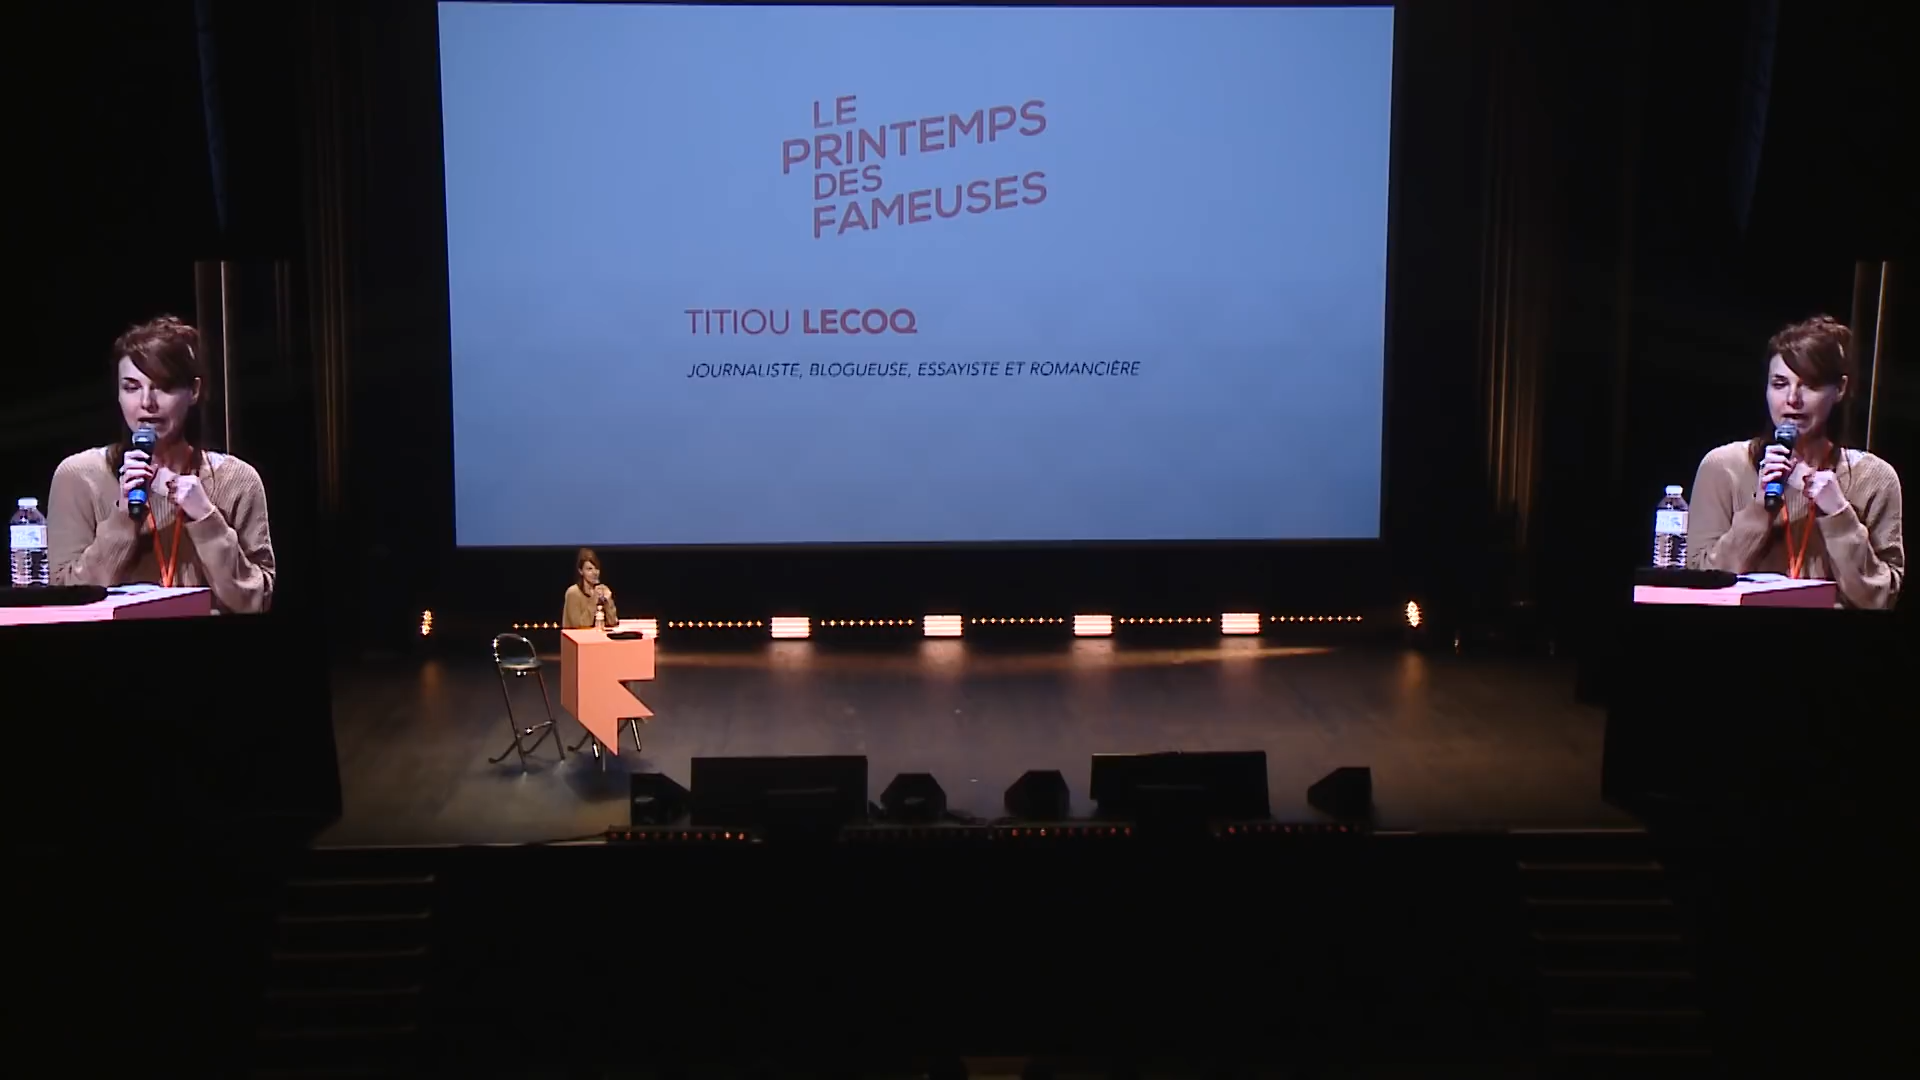 LE
PRINTEMPS
DES
FAMEUSES
TITIOU LECOQ
JOURNALISTE, BLOGUEUSE, ESSAYISTE ET ROMANCIÈRE